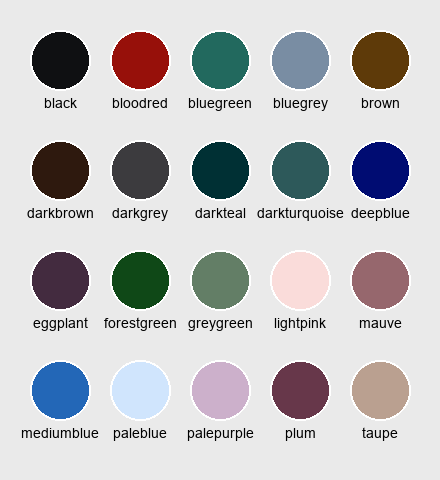 black bloodred bluegreen bluegrey brown
darkbrown darkgrey darkteal darkturquoise deepblue
eggplant forestgreen greygreen lightpink mauve
mediumblue paleblue palepurple plum taupe